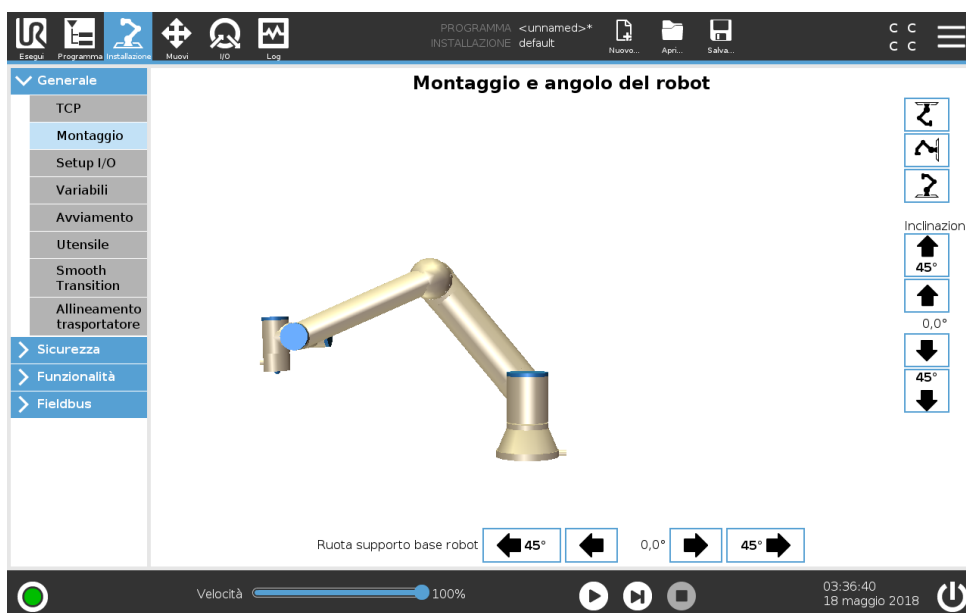 UR
Esegui
Programma
Installazione
Muovi
I/O
Log
PROGRAMMA <unnamed>*
INSTALLAZIONE default
Nuovo...
Apri...
Salva...
C C
C C
Generale
TCP
Montaggio
Setup I/O
Variabili
Avviamento
Utensile
Smooth
Transition
Allineamento
trasportatore
Sicurezza
Funzionalità
Fieldbus
Montaggio e angolo del robot
Inclinazion
45°
0,0°
45°
Ruota supporto base robot 45° 0,0° 45°
Velocità 100%
03:36:40
18 maggio 2018